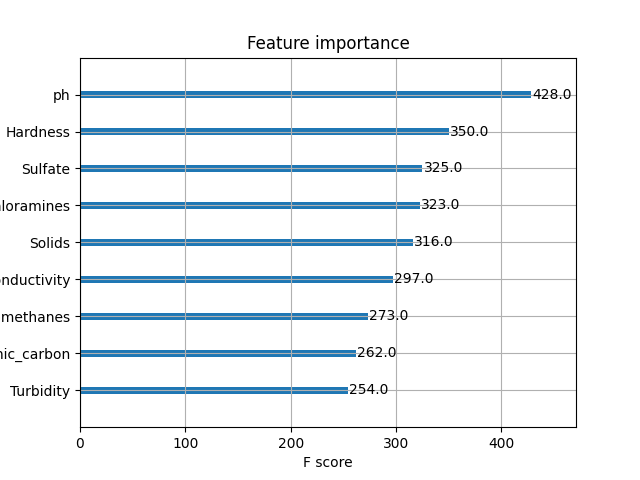 Feature importance
ph 428.0
Hardness 350.0
Sulfate 325.0
loramines 323.0
Solids 316.0
nductivity 297.0
methanes 273.0
nic_carbon 262.0
Turbidity 254.0
0 100 200 300 400
F score